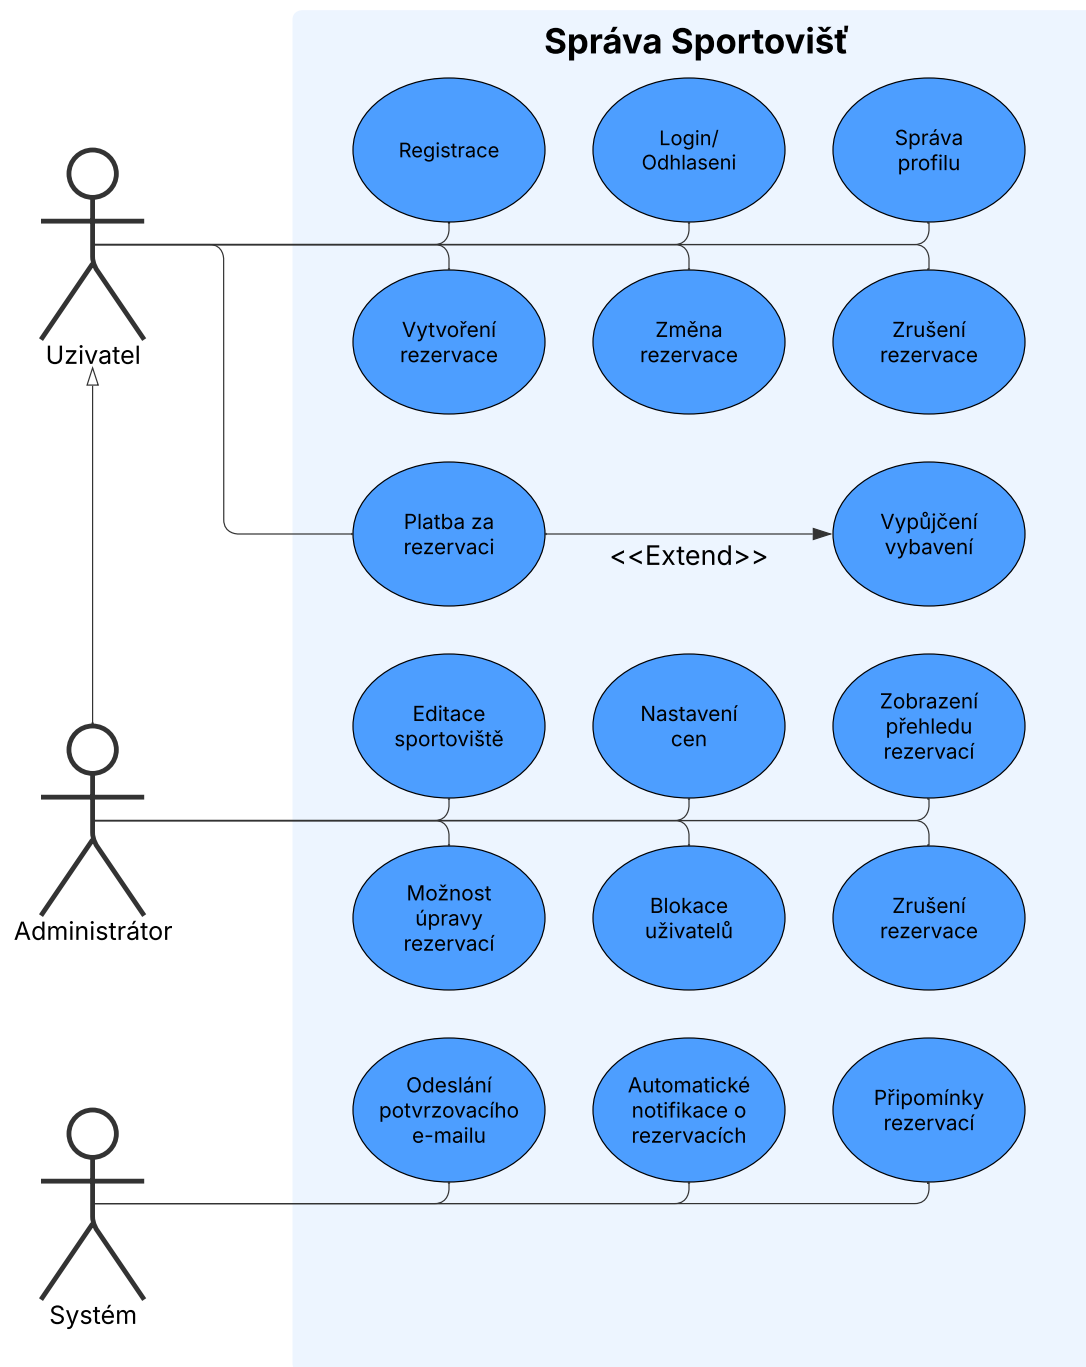 Správa Sportovišť
Registrace
Login/
Odhlaseni
Správa
profilu
Uzivatel
Vytvoření
rezervace
Změna
rezervace
Zrušení
rezervace
Platba za
rezervaci
<<Extend>>
Vypůjčení
vybavení
Editace
sportoviště
Nastavení
cen
Zobrazení
přehledu
rezervací
Administrátor
Možnost
úpravy
rezervací
Blokace
uživatelů
Zrušení
rezervace
Odeslání
potvrzovacího
e-mailu
Automatické
notifikace o
rezervacích
Připomínky
rezervací
Systém